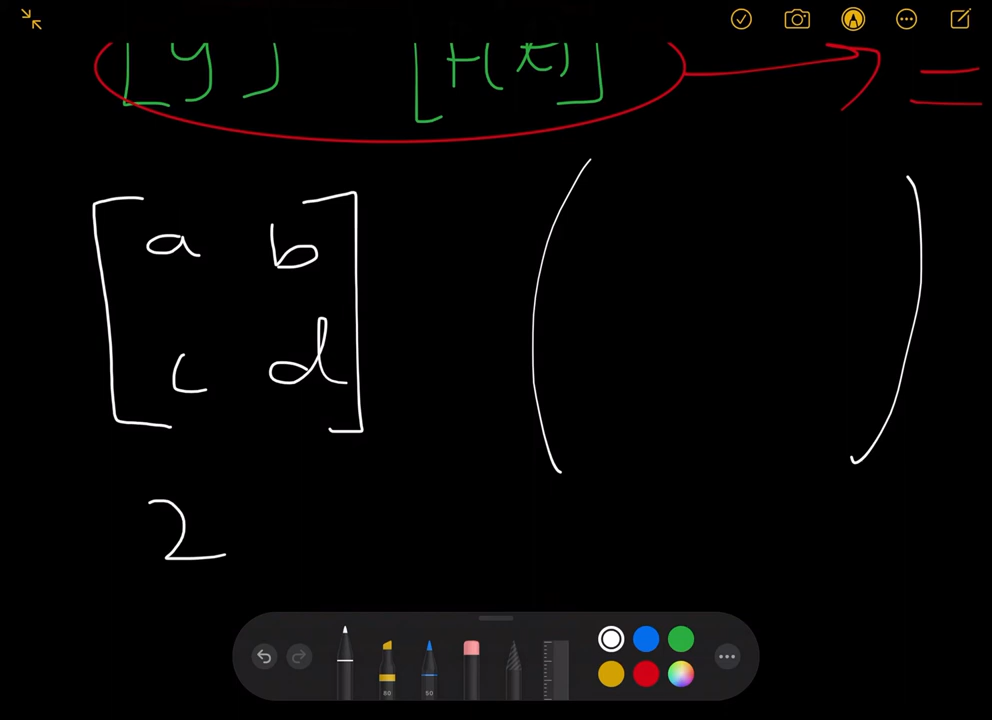 [ y ] [ H(t) ]
[ a b ] ( )
[ c d ]
2